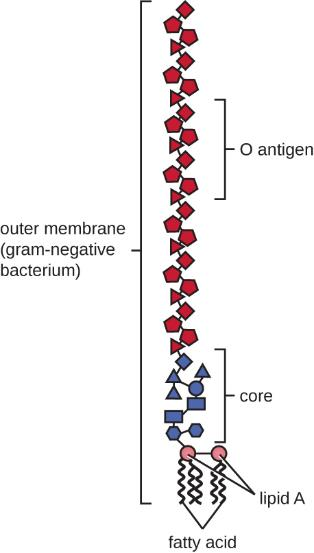 O antigen
outer membrane
(gram-negative
bacterium)
core
lipid A
fatty acid